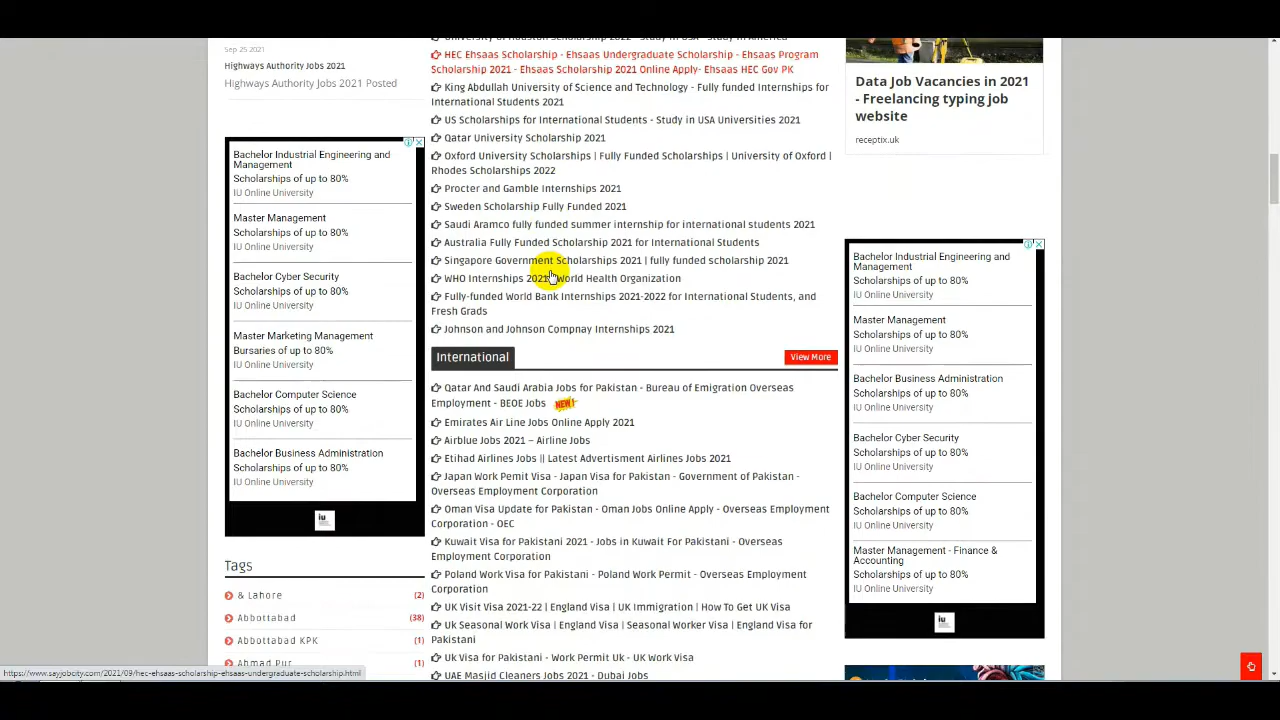 Sep 25 2021
Highways Authority Jobs 2021
Highways Authority Jobs 2021 Posted
Bachelor Industrial Engineering and
Management
Scholarships of up to 80%
IU Online University
Master Management
Scholarships of up to 80%
IU Online University
Bachelor Cyber Security
Scholarships of up to 80%
IU Online University
Master Marketing Management
Bursaries of up to 80%
IU Online University
Bachelor Computer Science
Scholarships of up to 80%
IU Online University
Bachelor Business Administration
Scholarships of up to 80%
IU Online University
iu
Tags
& Lahore (2)
Abbottabad (38)
Abbottabad KPK (1)
Ahmad Pur (1)
University of Houston Scholarship 2022 - Study in USA - Study in America
HEC Ehsaas Scholarship - Ehsaas Undergraduate Scholarship - Ehsaas Program
Scholarship 2021 - Ehsaas Scholarship 2021 Online Apply- Ehsaas HEC Gov PK
King Abdullah University of Science and Technology - Fully funded Internships for
International Students 2021
US Scholarships for International Students - Study in USA Universities 2021
Qatar University Scholarship 2021
Oxford University Scholarships | Fully Funded Scholarships | University of Oxford |
Rhodes Scholarships 2022
Procter and Gamble Internships 2021
Sweden Scholarship Fully Funded 2021
Saudi Aramco fully funded summer internship for international students 2021
Australia Fully Funded Scholarship 2021 for International Students
Singapore Government Scholarships 2021 | fully funded scholarship 2021
WHO Internships 2021 World Health Organization
Fully-funded World Bank Internships 2021-2022 for International Students, and
Fresh Grads
Johnson and Johnson Compnay Internships 2021
International View More
Qatar And Saudi Arabia Jobs for Pakistan - Bureau of Emigration Overseas
Employment - BEOE Jobs NEW!
Emirates Air Line Jobs Online Apply 2021
Airblue Jobs 2021 – Airline Jobs
Etihad Airlines Jobs || Latest Advertisment Airlines Jobs 2021
Japan Work Pemit Visa - Japan Visa for Pakistan - Government of Pakistan -
Overseas Employment Corporation
Oman Visa Update for Pakistan - Oman Jobs Online Apply - Overseas Employment
Corporation - OEC
Kuwait Visa for Pakistani 2021 - Jobs in Kuwait For Pakistani - Overseas
Employment Corporation
Poland Work Visa for Pakistani - Poland Work Permit - Overseas Employment
Corporation
UK Visit Visa 2021-22 | England Visa | UK Immigration | How To Get UK Visa
Uk Seasonal Work Visa | England Visa | Seasonal Worker Visa | England Visa for
Pakistani
Uk Visa for Pakistani - Work Permit Uk - UK Work Visa
UAE Masjid Cleaners Jobs 2021 - Dubai Jobs
Data Job Vacancies in 2021
- Freelancing typing job
website
receptix.uk
Bachelor Industrial Engineering and
Management
Scholarships of up to 80%
IU Online University
Master Management
Scholarships of up to 80%
IU Online University
Bachelor Business Administration
Scholarships of up to 80%
IU Online University
Bachelor Cyber Security
Scholarships of up to 80%
IU Online University
Bachelor Computer Science
Scholarships of up to 80%
IU Online University
Master Management - Finance &
Accounting
Scholarships of up to 80%
IU Online University
iu
https://www.sayjobcity.com/2021/09/hec-ehsaas-scholarship-ehsaas-undergraduate-scholarship.html